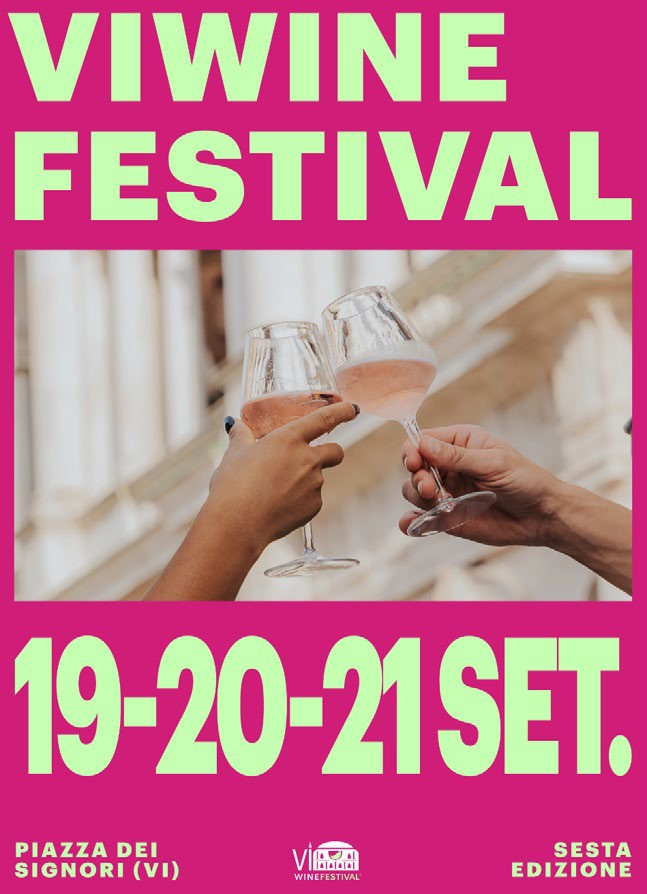 VIWINE
FESTIVAL
19-20-21 SET.
PIAZZA DEI
SIGNORI (VI)
VI
WINEFESTIVAL
SESTA
EDIZIONE